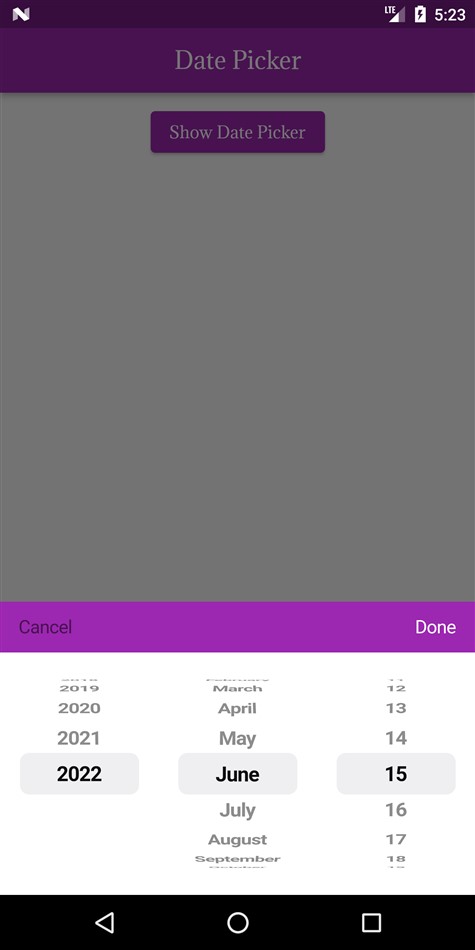 LTE 5:23
Date Picker
Show Date Picker
Cancel Done
2019 March 12
2020 April 13
2021 May 14
2022 June 15
July 16
August 17
September 18